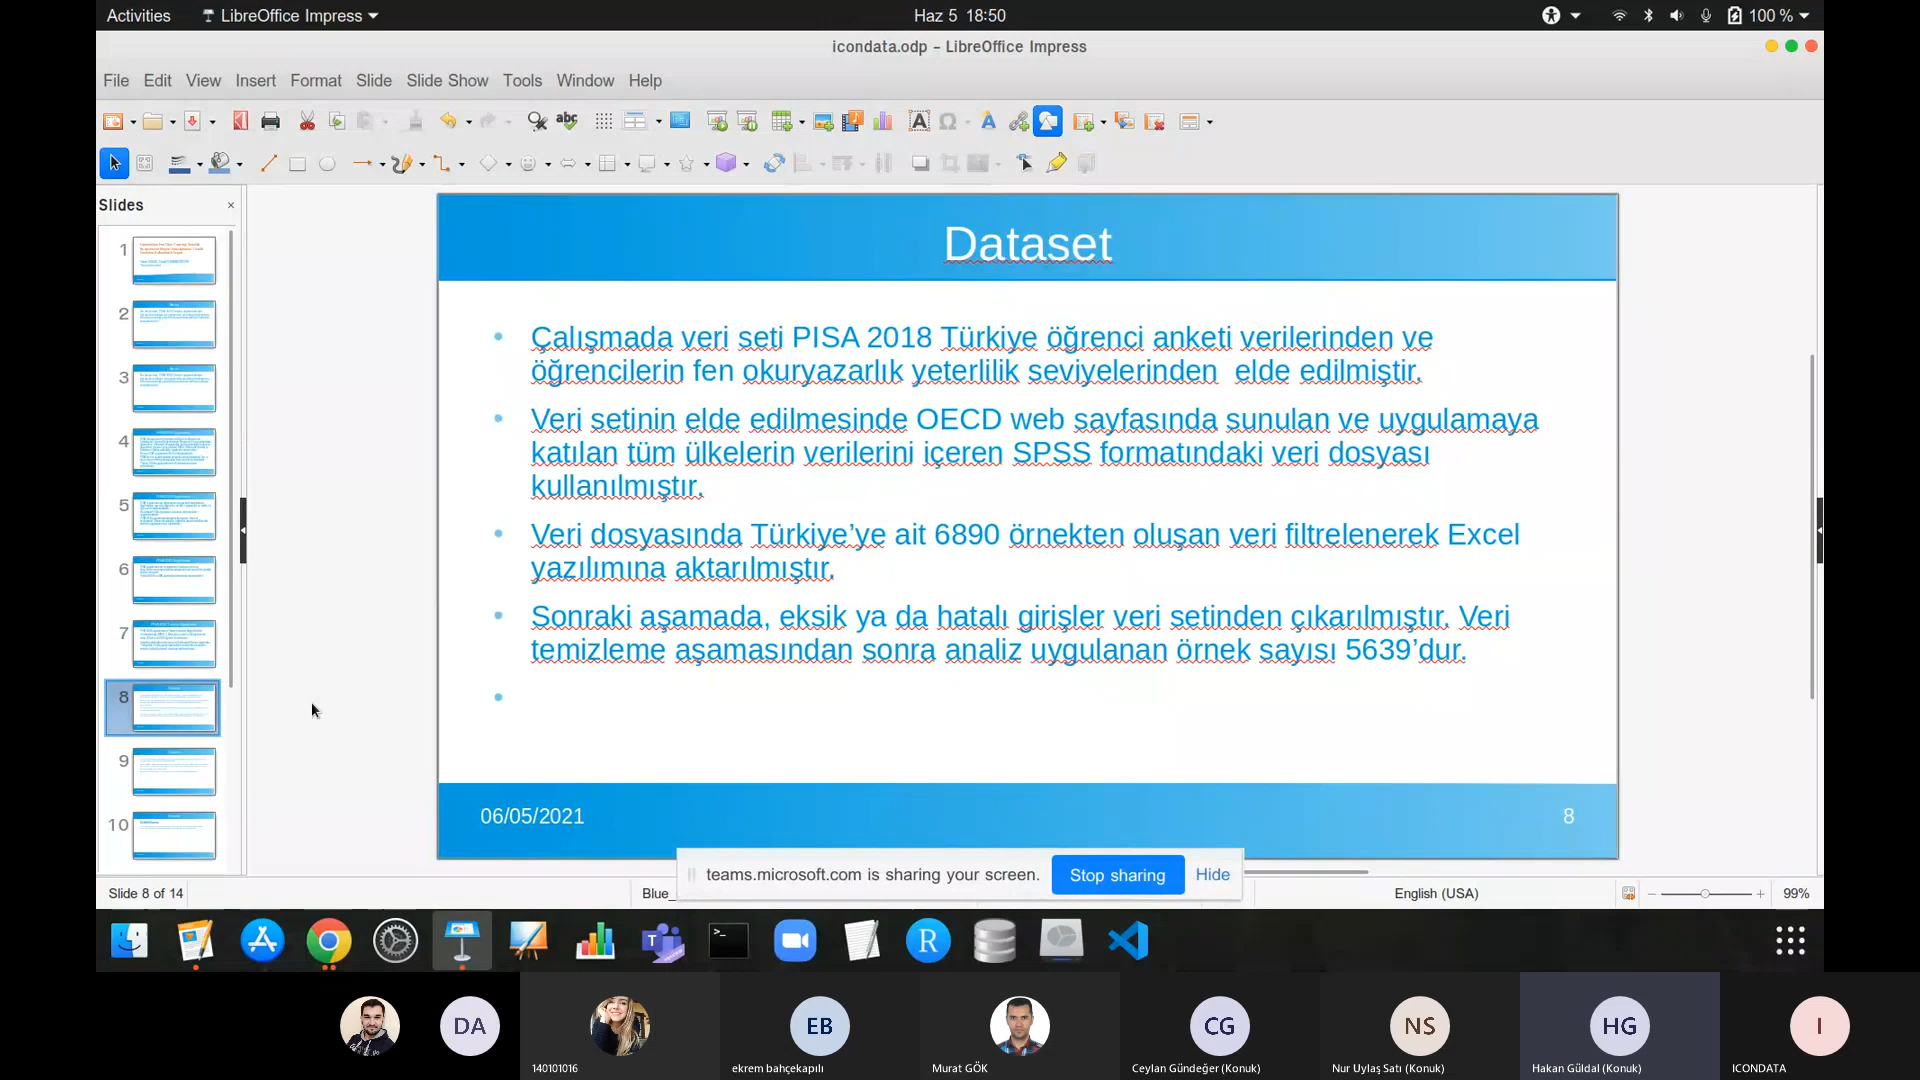 Activities
LibreOffice Impress
Haz 5 18:50
100 %
icondata.odp – LibreOffice Impress
File Edit View Insert Format Slide Slide Show Tools Window Help
Slides
1
2
3
4
5
6
7
8
9
10
Dataset
• Çalışmada veri seti PISA 2018 Türkiye öğrenci anketi verilerinden ve
öğrencilerin fen okuryazarlık yeterlilik seviyelerinden elde edilmiştir.
• Veri setinin elde edilmesinde OECD web sayfasında sunulan ve uygulamaya
katılan tüm ülkelerin verilerini içeren SPSS formatındaki veri dosyası
kullanılmıştır.
• Veri dosyasında Türkiye’ye ait 6890 örnekten oluşan veri filtrelenerek Excel
yazılımına aktarılmıştır.
• Sonraki aşamada, eksik ya da hatalı girişler veri setinden çıkarılmıştır. Veri
temizleme aşamasından sonra analiz uygulanan örnek sayısı 5639’dur.
•
06/05/2021
8
teams.microsoft.com is sharing your screen.
Stop sharing
Hide
Slide 8 of 14
Blue_
English (USA)
99%
DA
EB
CG
NS
HG
I
140101016
ekrem bahçekapılı
Murat GÖK
Ceylan Gündeğer (Konuk)
Nur Uylaş Satı (Konuk)
Hakan Güldal (Konuk)
ICONDATA